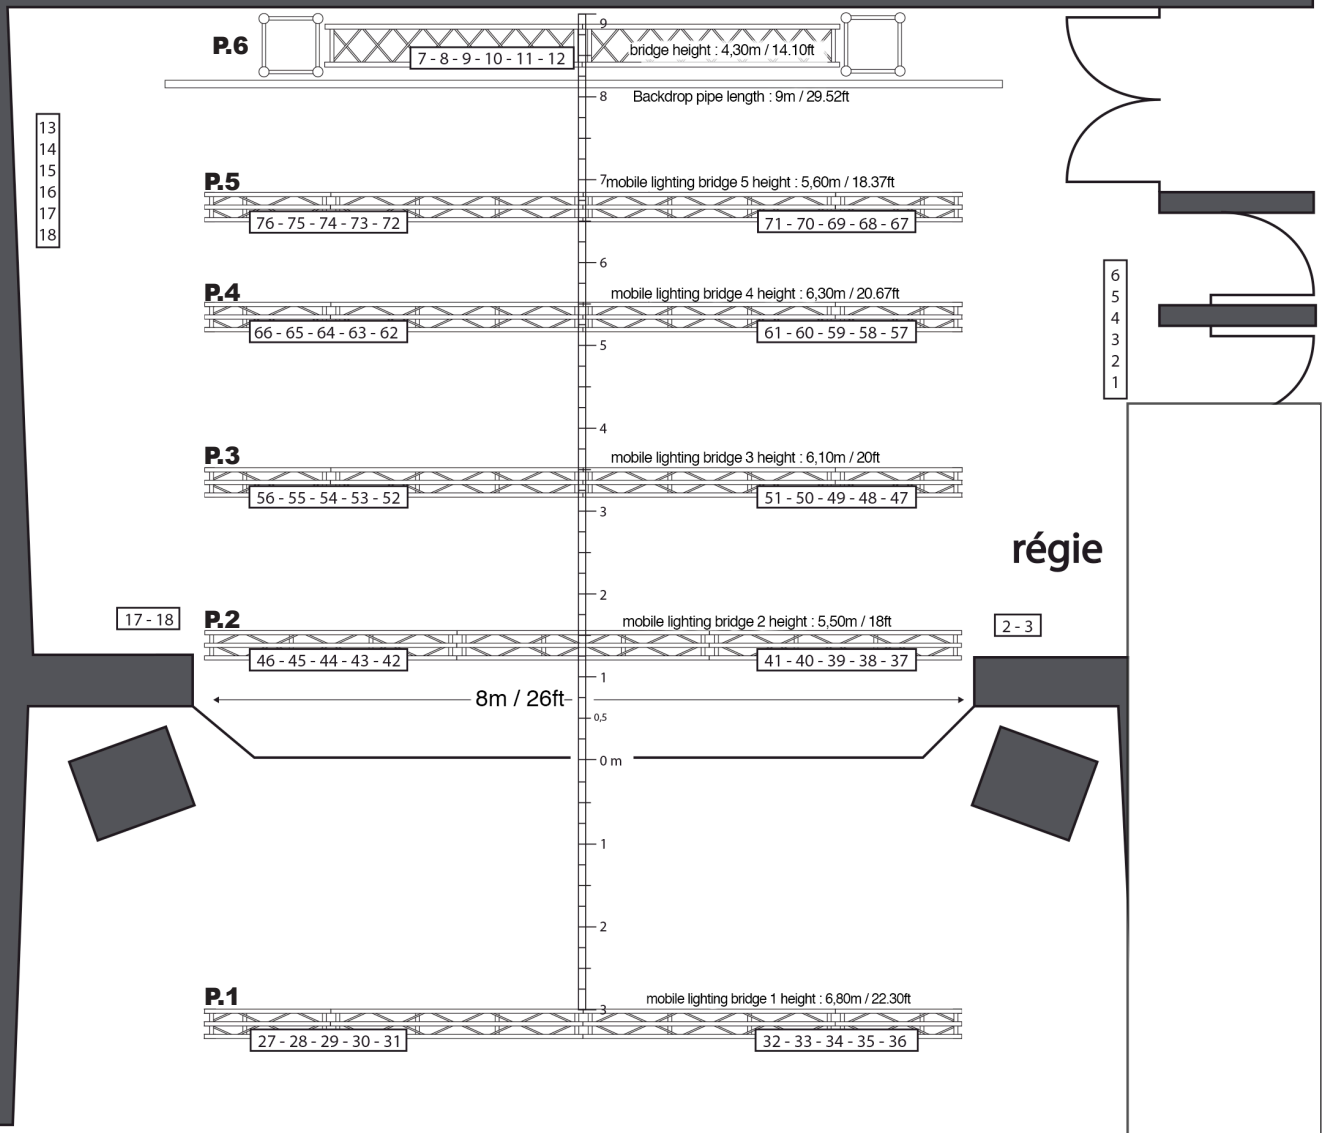 9
P.6
7 - 8 - 9 - 10 - 11 - 12
bridge height : 4,30m / 14.10ft
8
Backdrop pipe length : 9m / 29.52ft
13
14
15
16
17
18
P.5
7
mobile lighting bridge 5 height : 5,60m / 18.37ft
76 - 75 - 74 - 73 - 72
71 - 70 - 69 - 68 - 67
6
P.4
mobile lighting bridge 4 height : 6,30m / 20.67ft
66 - 65 - 64 - 63 - 62
61 - 60 - 59 - 58 - 57
5
6
5
4
3
2
1
4
P.3
mobile lighting bridge 3 height : 6,10m / 20ft
56 - 55 - 54 - 53 - 52
51 - 50 - 49 - 48 - 47
3
régie
2
17 - 18
P.2
mobile lighting bridge 2 height : 5,50m / 18ft
2 - 3
46 - 45 - 44 - 43 - 42
41 - 40 - 39 - 38 - 37
1
8m / 26ft
0,5
0 m
1
2
P.1
mobile lighting bridge 1 height : 6,80m / 22.30ft
3
27 - 28 - 29 - 30 - 31
32 - 33 - 34 - 35 - 36